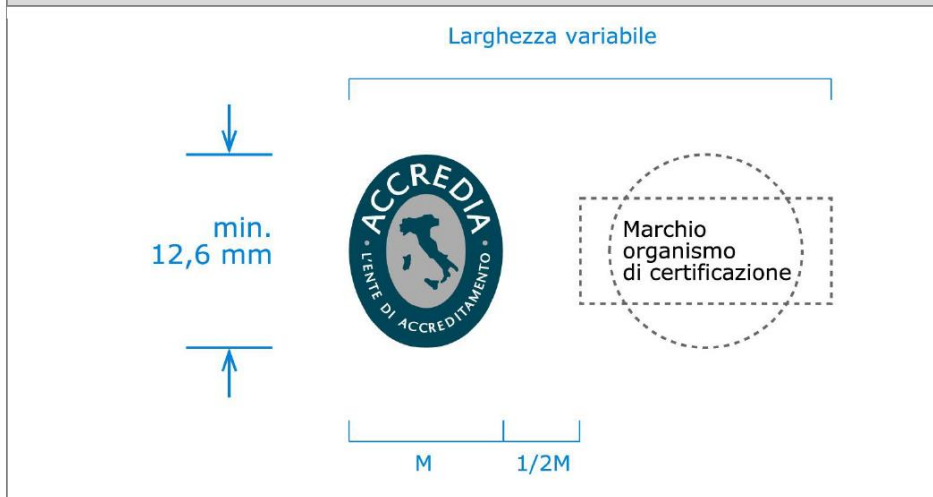 Larghezza variabile
min.
12,6 mm
ACCREDIA
• L'ENTE DI ACCREDITAMENTO •
Marchio
organismo
di certificazione
M
1/2M